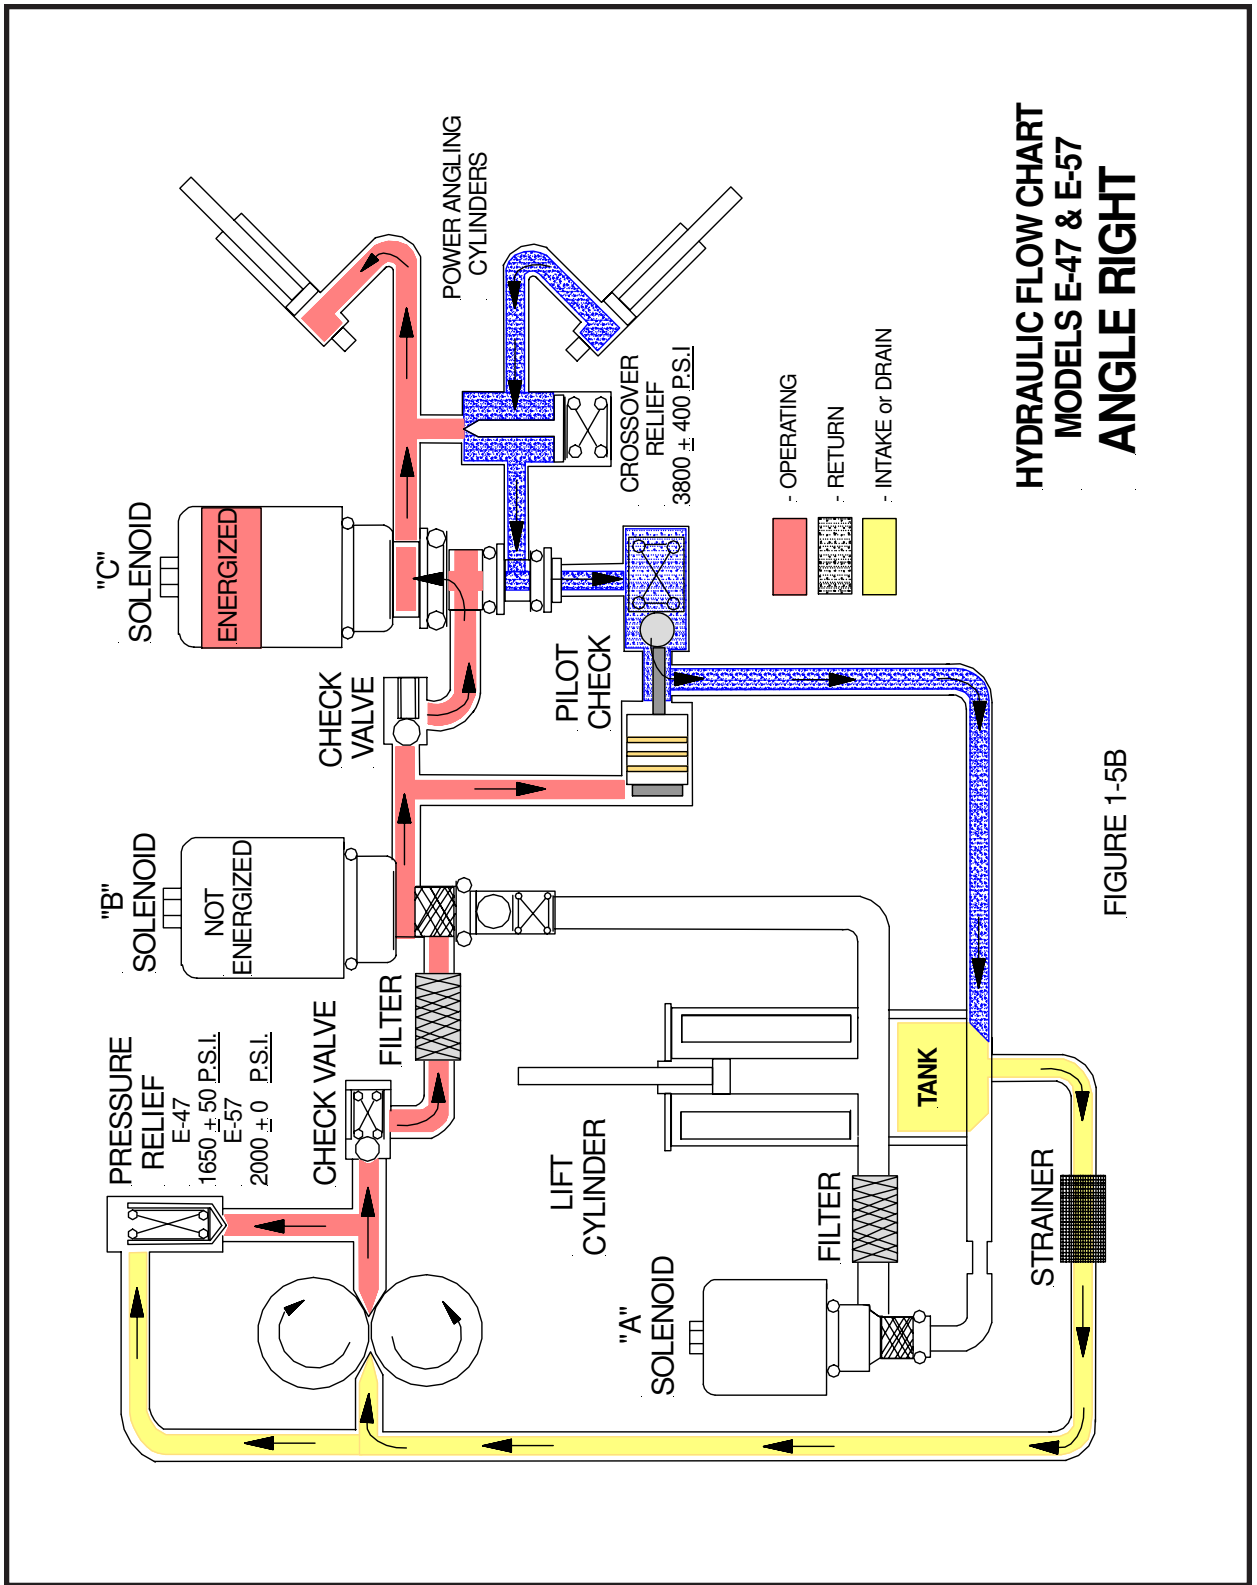 PRESSURE
RELIEF
E-47
1650 ± 50 P.S.I.
E-57
2000 ± 0 P.S.I.
"B"
SOLENOID
NOT
ENERGIZED
"C"
SOLENOID
ENERGIZED
CHECK VALVE
FILTER
CHECK
VALVE
POWER ANGLING
CYLINDERS
PILOT
CHECK
CROSSOVER
RELIEF
3800 ± 400 P.S.I
LIFT
CYLINDER
"A"
SOLENOID
FILTER
TANK
STRAINER
- OPERATING
- RETURN
- INTAKE or DRAIN
HYDRAULIC FLOW CHART
MODELS E-47 & E-57
ANGLE RIGHT
FIGURE 1-5B